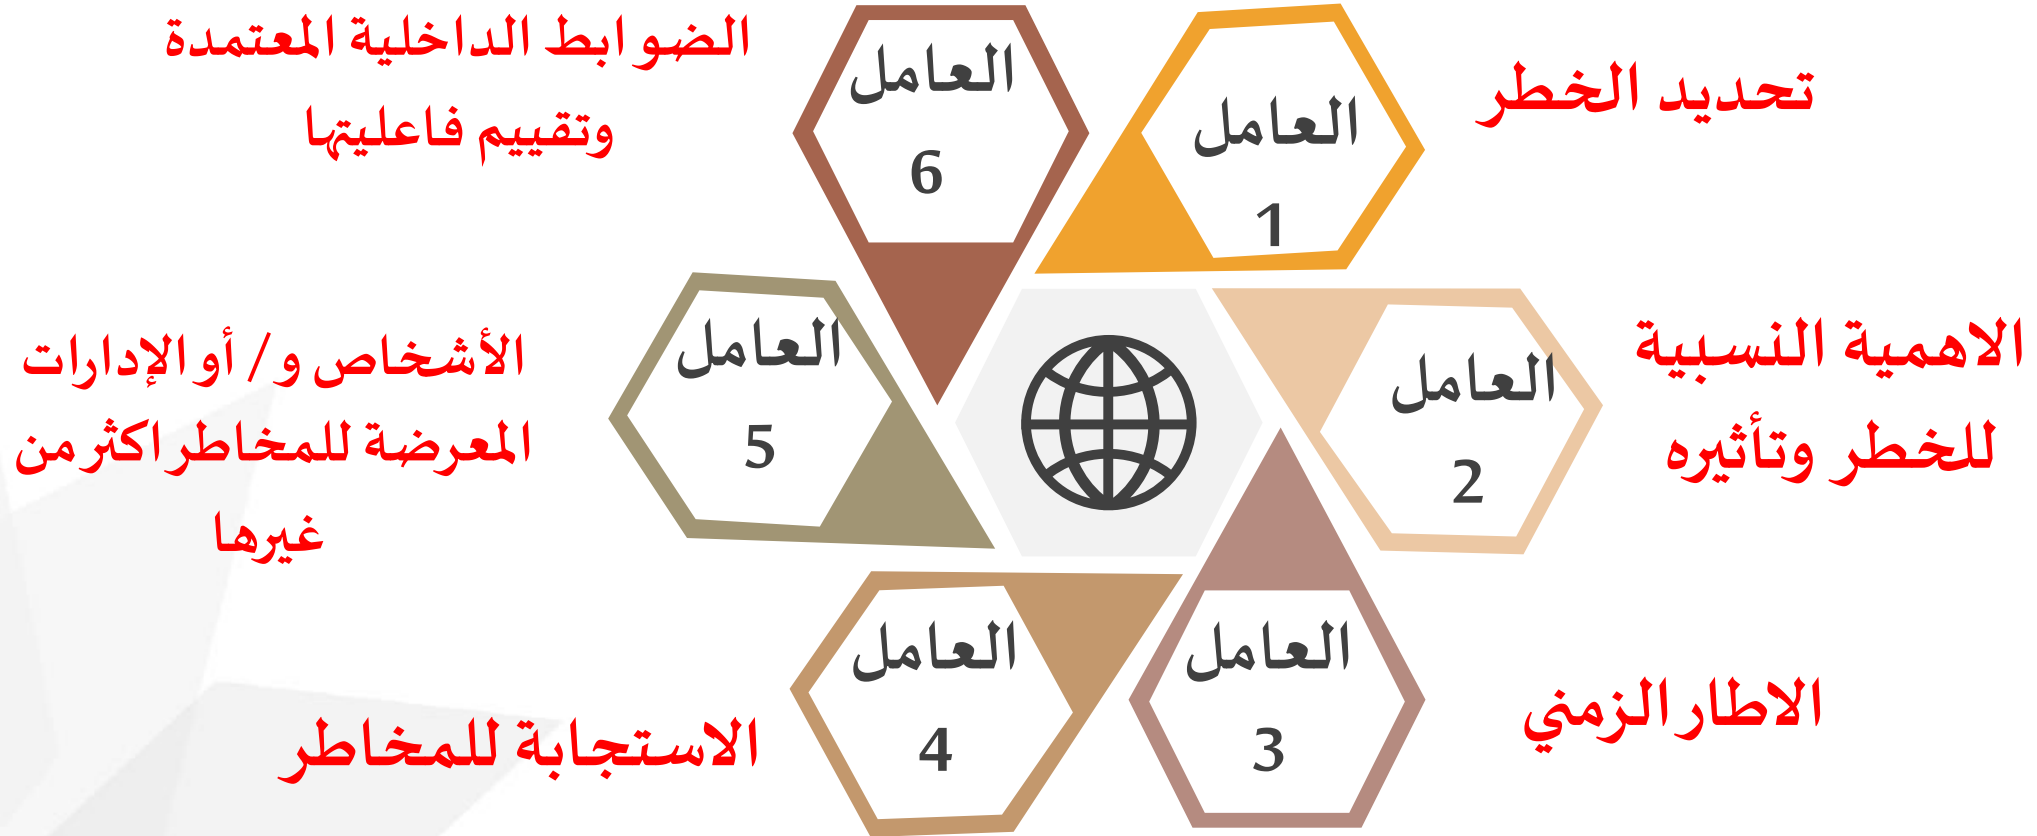 العامل
1
تحديد الخطر
العامل
2
الاهمية النسبية
للخطر وتأثيره
العامل
3
الاطار الزمني
العامل
4
الاستجابة للمخاطر
العامل
5
الأشخاص و / أو الإدارات
المعرضة للمخاطر اكثر من
غيرها
العامل
6
الضوابط الداخلية المعتمدة
وتقييم فاعليتها